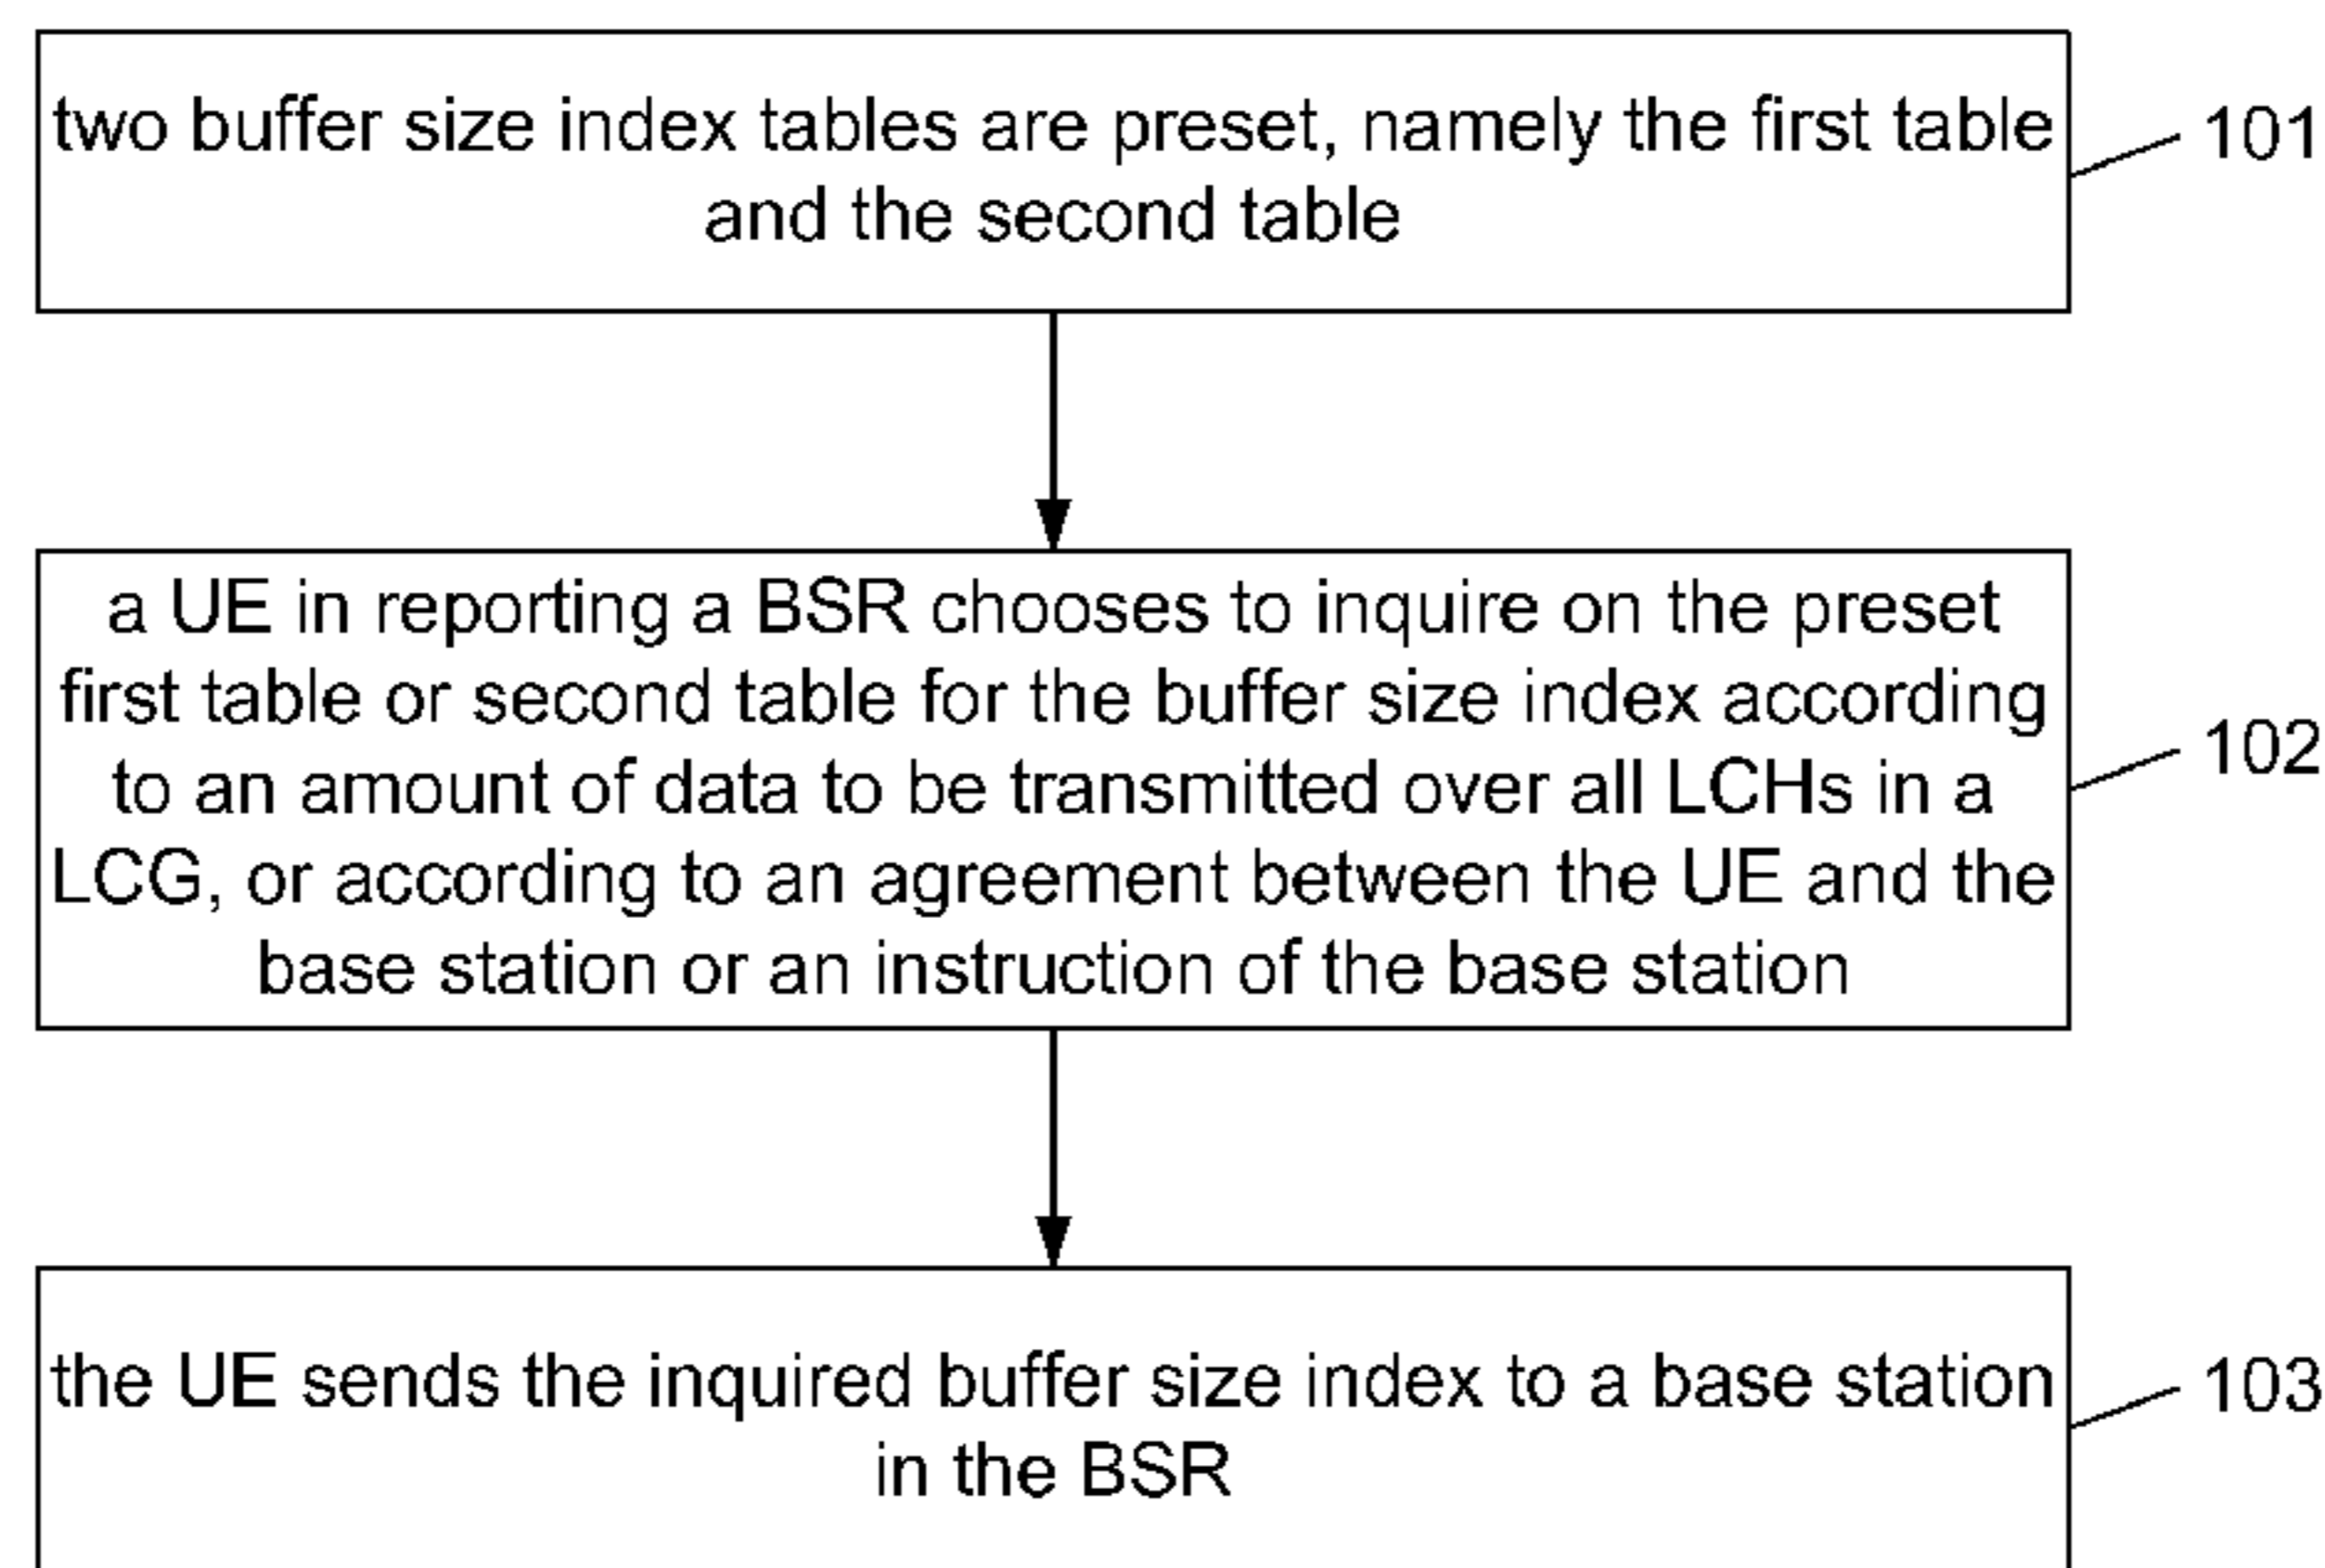 two buffer size index tables are preset, namely the first table
and the second table
101
a UE in reporting a BSR chooses to inquire on the preset
first table or second table for the buffer size index according
to an amount of data to be transmitted over all LCHs in a
LCG, or according to an agreement between the UE and the
base station or an instruction of the base station
102
the UE sends the inquired buffer size index to a base station
in the BSR
103